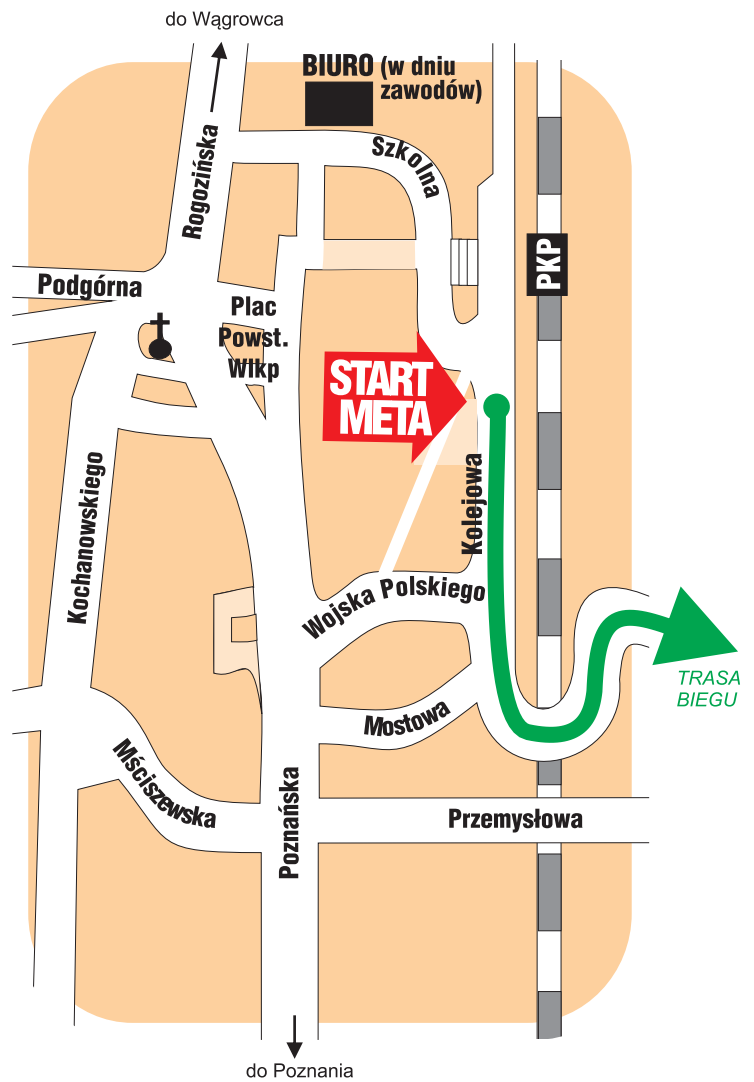 do Wągrowca
BIURO (w dniu
zawodów)
Szkolna
Rogozińska
PKP
Podgórna
Plac
Powst.
Wlkp
START
META
Kolejowa
Kochanowskiego
Wojska Polskiego
TRASA
BIEGU
Mostowa
Mściszewska
Poznańska
Przemysłowa
do Poznania